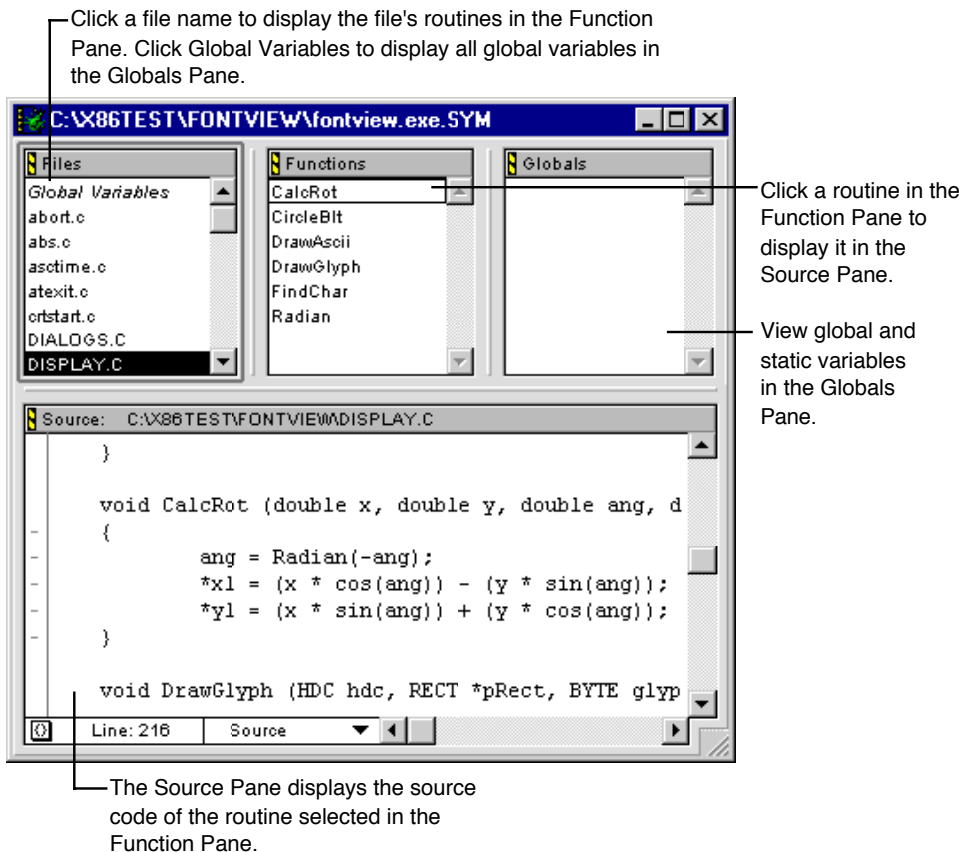 Click a file name to display the file's routines in the Function
Pane. Click Global Variables to display all global variables in
the Globals Pane.
C:\X86TEST\FONTVIEW\fontview.exe.SYM
Files
Global Variables
abort.c
abs.c
asctime.c
atexit.c
crtstart.c
DIALOGS.C
DISPLAY.C
Functions
CalcRot
CircleBlt
DrawAscii
DrawGlyph
FindChar
Radian
Globals
Click a routine in the
Function Pane to
display it in the
Source Pane.
View global and
static variables
in the Globals
Pane.
Source: C:\X86TEST\FONTVIEW\DISPLAY.C
}
void CalcRot (double x, double y, double ang, d
{
ang = Radian(-ang);
*xl = (x * cos(ang)) - (y * sin(ang));
*yl = (x * sin(ang)) + (y * cos(ang));
}
void DrawGlyph (HDC hdc, RECT *pRect, BYTE glyp
Line: 216
Source
The Source Pane displays the source
code of the routine selected in the
Function Pane.